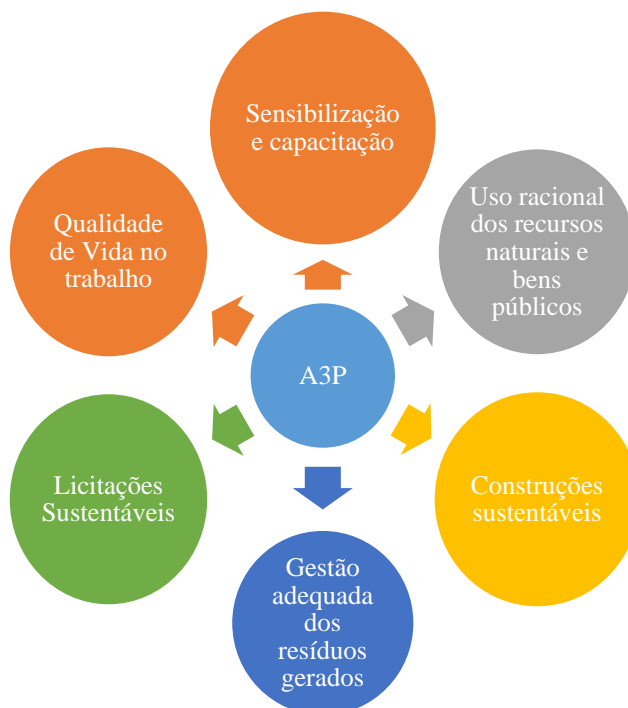 Sensibilização
e capacitação
Uso racional
dos recursos
naturais e
bens
públicos
Construções
sustentáveis
Gestão
adequada
dos
resíduos
gerados
Licitações
Sustentáveis
Qualidade
de Vida no
trabalho
A3P